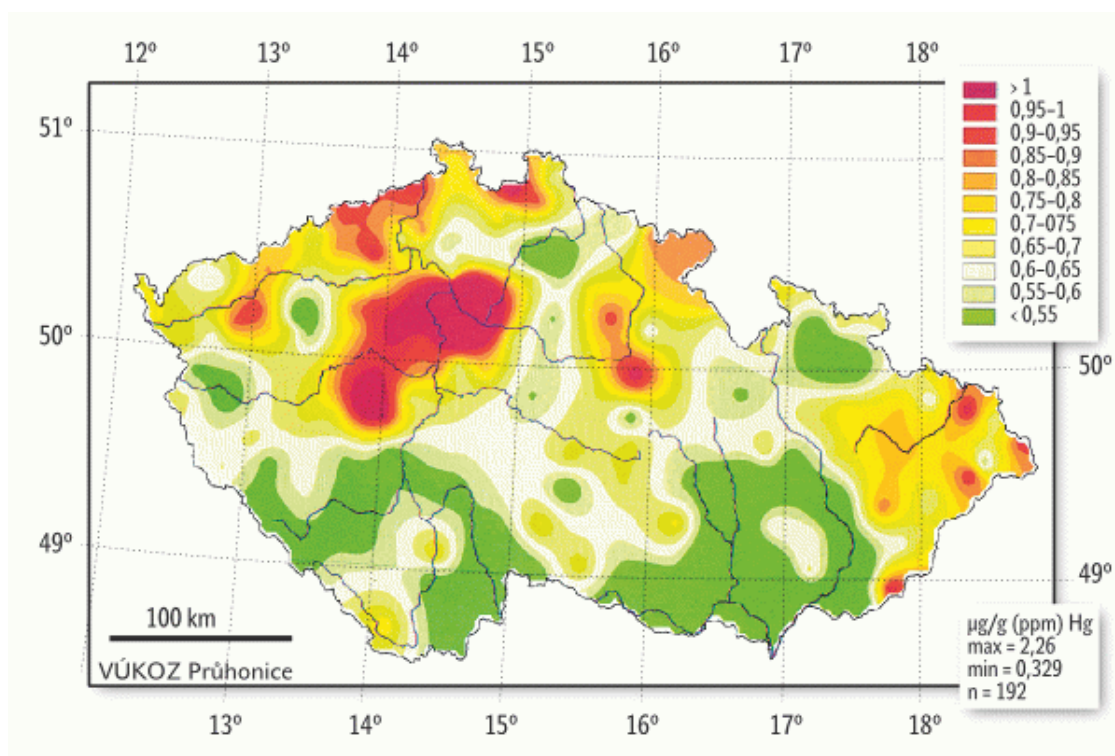 12º 13º 14º 15º 16º 17º 18º
51º
50º
49º
50º
49º
> 1
0,95–1
0,9–0,95
0,85–0,9
0,8–0,85
0,75–0,8
0,7–075
0,65–0,7
0,6–0,65
0,55–0,6
< 0,55
100 km
VÚKOZ Průhonice
µg/g (ppm) Hg
max = 2,26
min = 0,329
n = 192
13º 14º 15º 16º 17º 18º